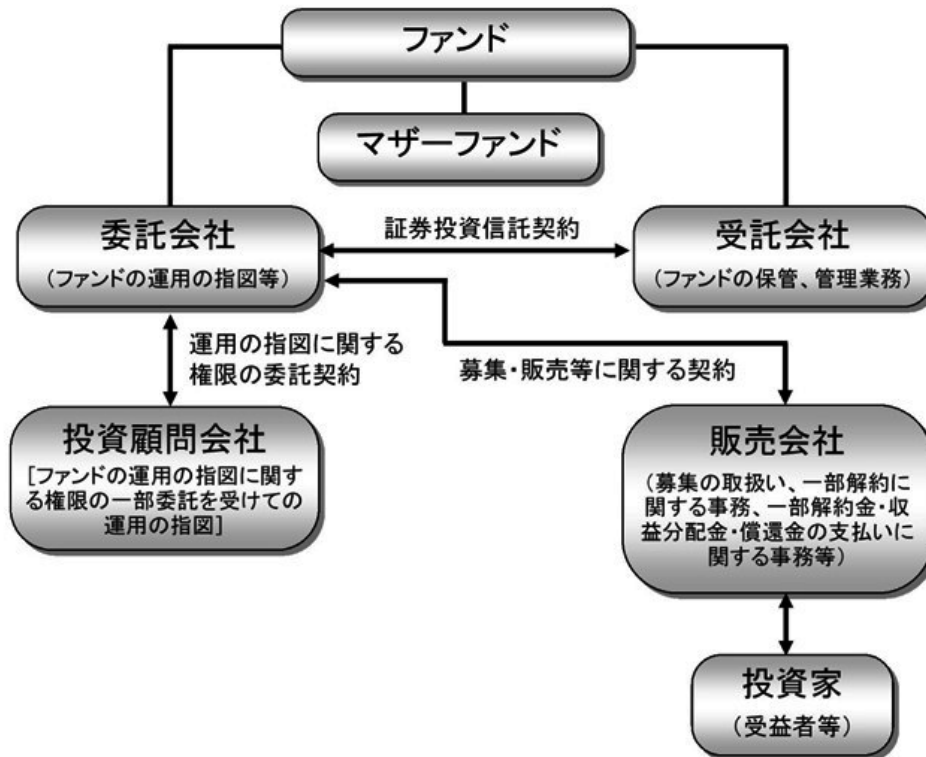 ファンド
マザーファンド
委託会社
(ファンドの運用の指図等)
証券投資信託契約
受託会社
(ファンドの保管、管理業務)
運用の指図に関する
権限の委託契約
募集・販売等に関する契約
投資顧問会社
[ファンドの運用の指図に関す
る権限の一部委託を受けての
運用の指図]
販売会社
(募集の取扱い、一部解約に
関する事務、一部解約金・収
益分配金・償還金の支払いに
関する事務等)
投資家
(受益者等)